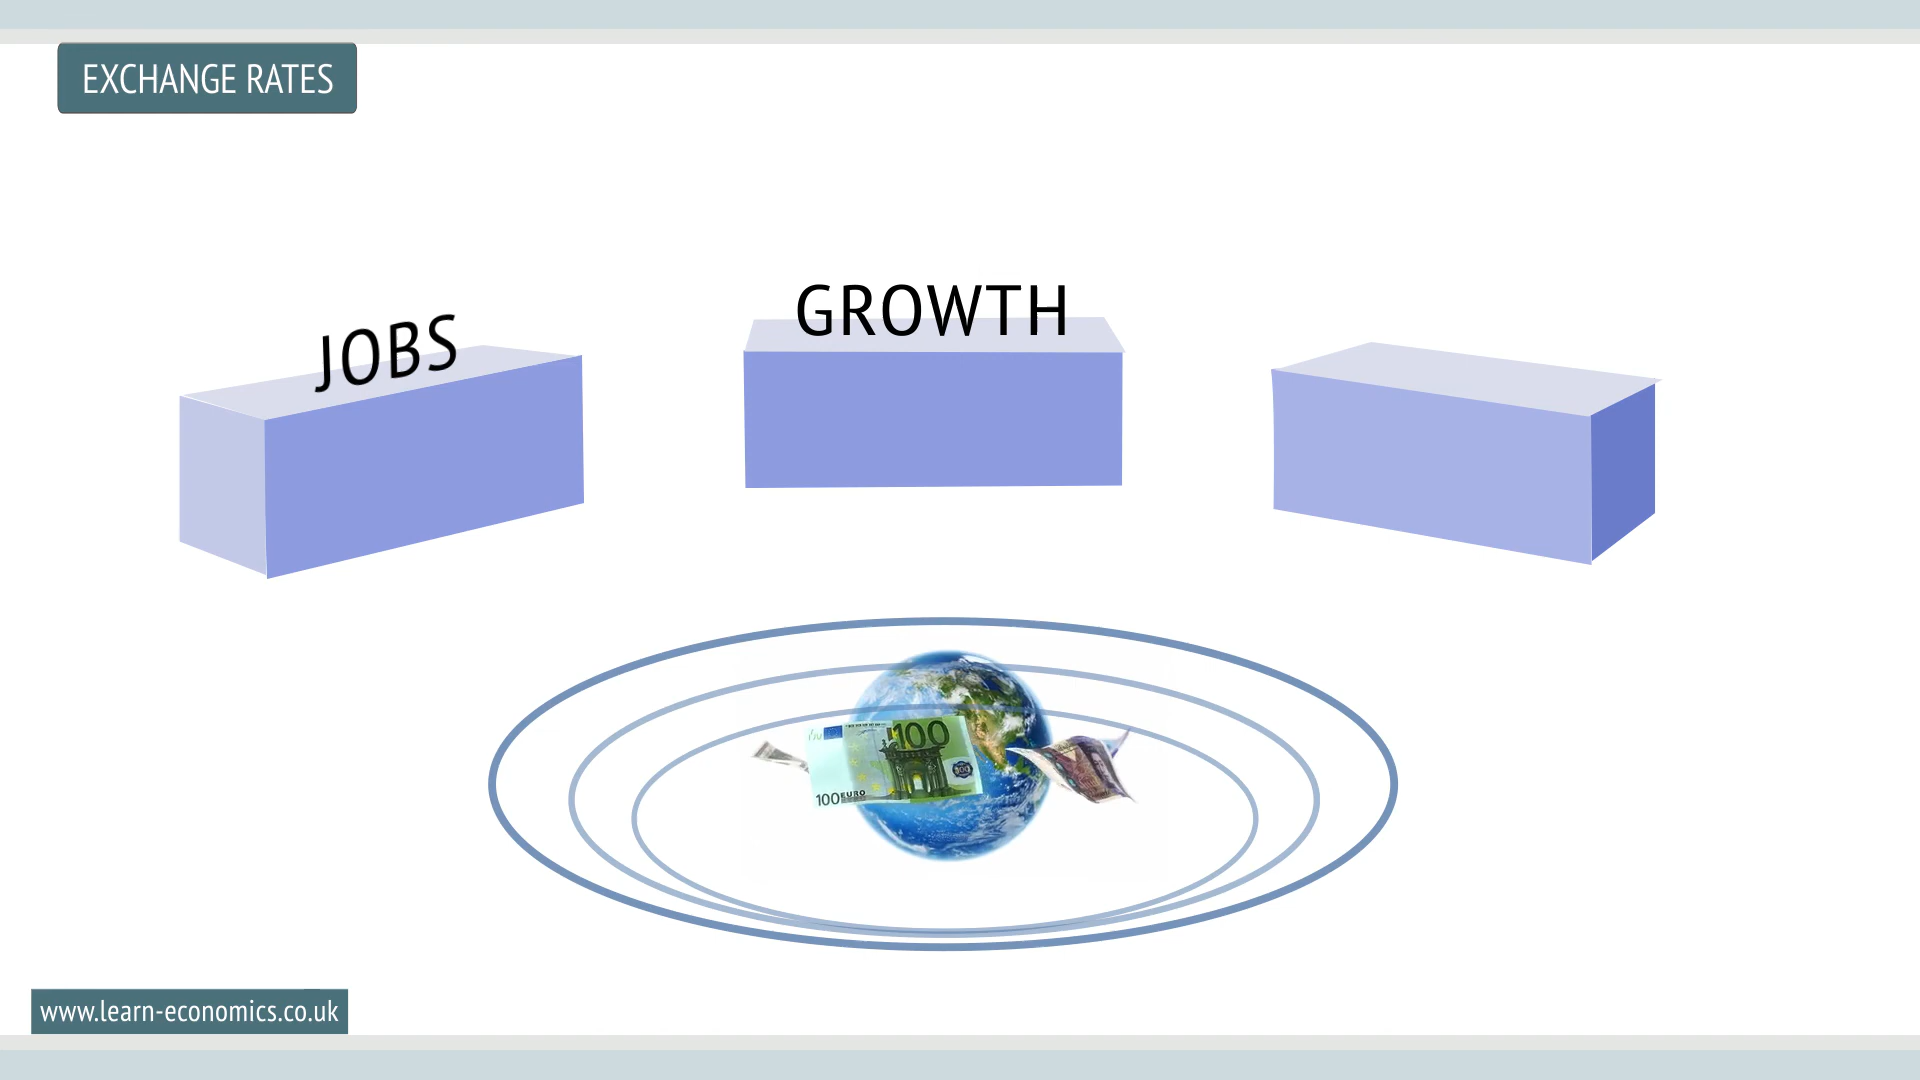 EXCHANGE RATES
JOBS
GROWTH
100
100 EURO
www.learn-economics.co.uk